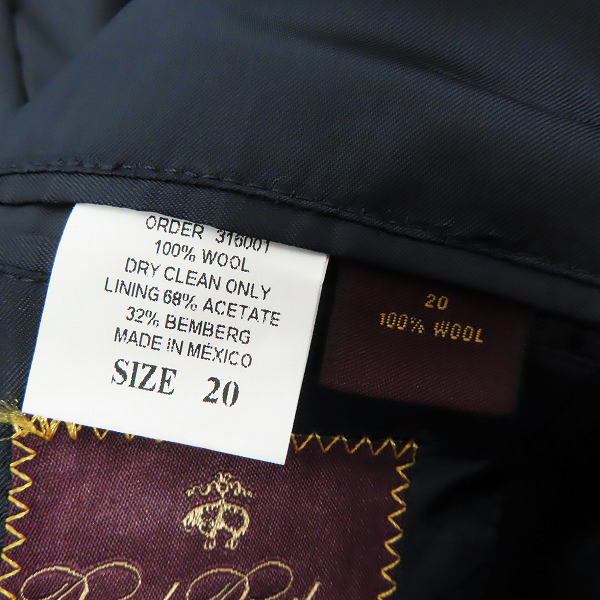 ORDER 316001
100% WOOL
DRY CLEAN ONLY
LINING 68% ACETATE
32% BEMBERG
MADE IN MÉXICO
SIZE 20
20
100% WOOL